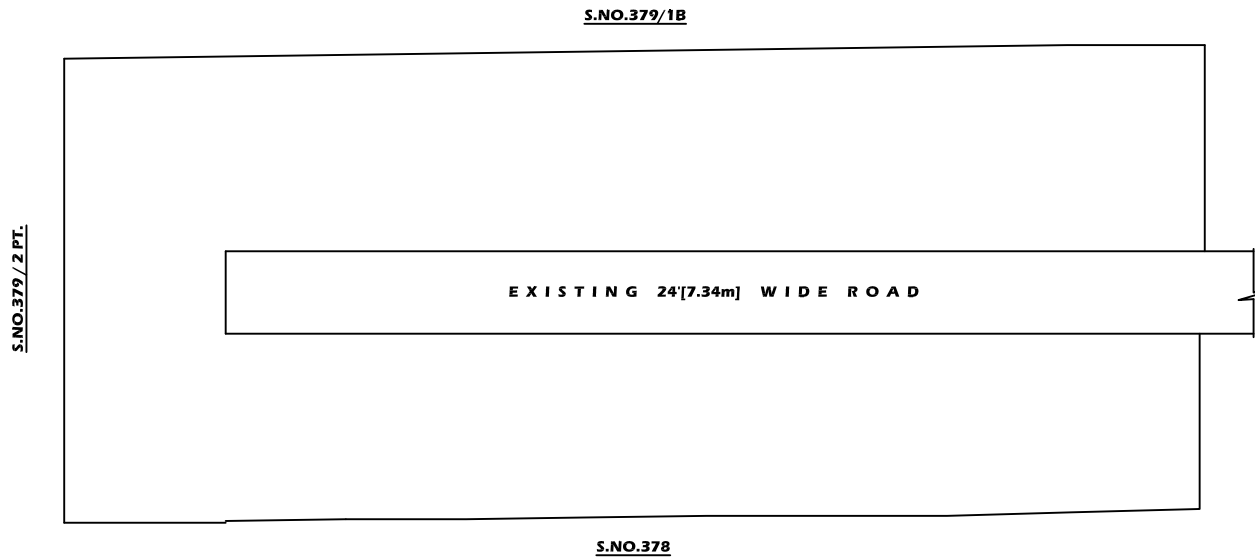 S.NO.379/1B
S.NO.379 / 2 PT.
EXISTING 24'[7.34m] WIDE ROAD
S.NO.378